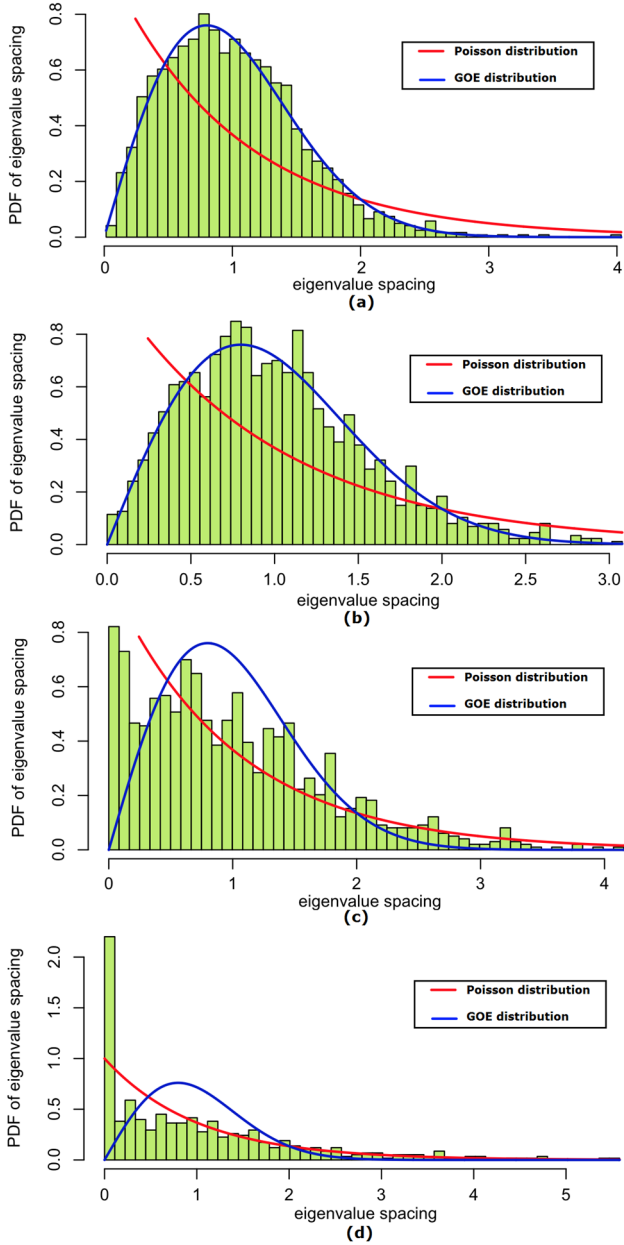 PDF of eigenvalue spacing
0.0 0.2 0.4 0.6 0.8
Poisson distribution
GOE distribution
0 1 2 3 4
eigenvalue spacing
(a)
PDF of eigenvalue spacing
0.0 0.2 0.4 0.6 0.8
Poisson distribution
GOE distribution
0.0 0.5 1.0 1.5 2.0 2.5 3.0
eigenvalue spacing
(b)
PDF of eigenvalue spacing
0.0 0.2 0.4 0.6 0.8
Poisson distribution
GOE distribution
0 1 2 3 4
eigenvalue spacing
(c)
PDF of eigenvalue spacing
0.0 0.5 1.0 1.5 2.0
Poisson distribution
GOE distribution
0 1 2 3 4 5
eigenvalue spacing
(d)